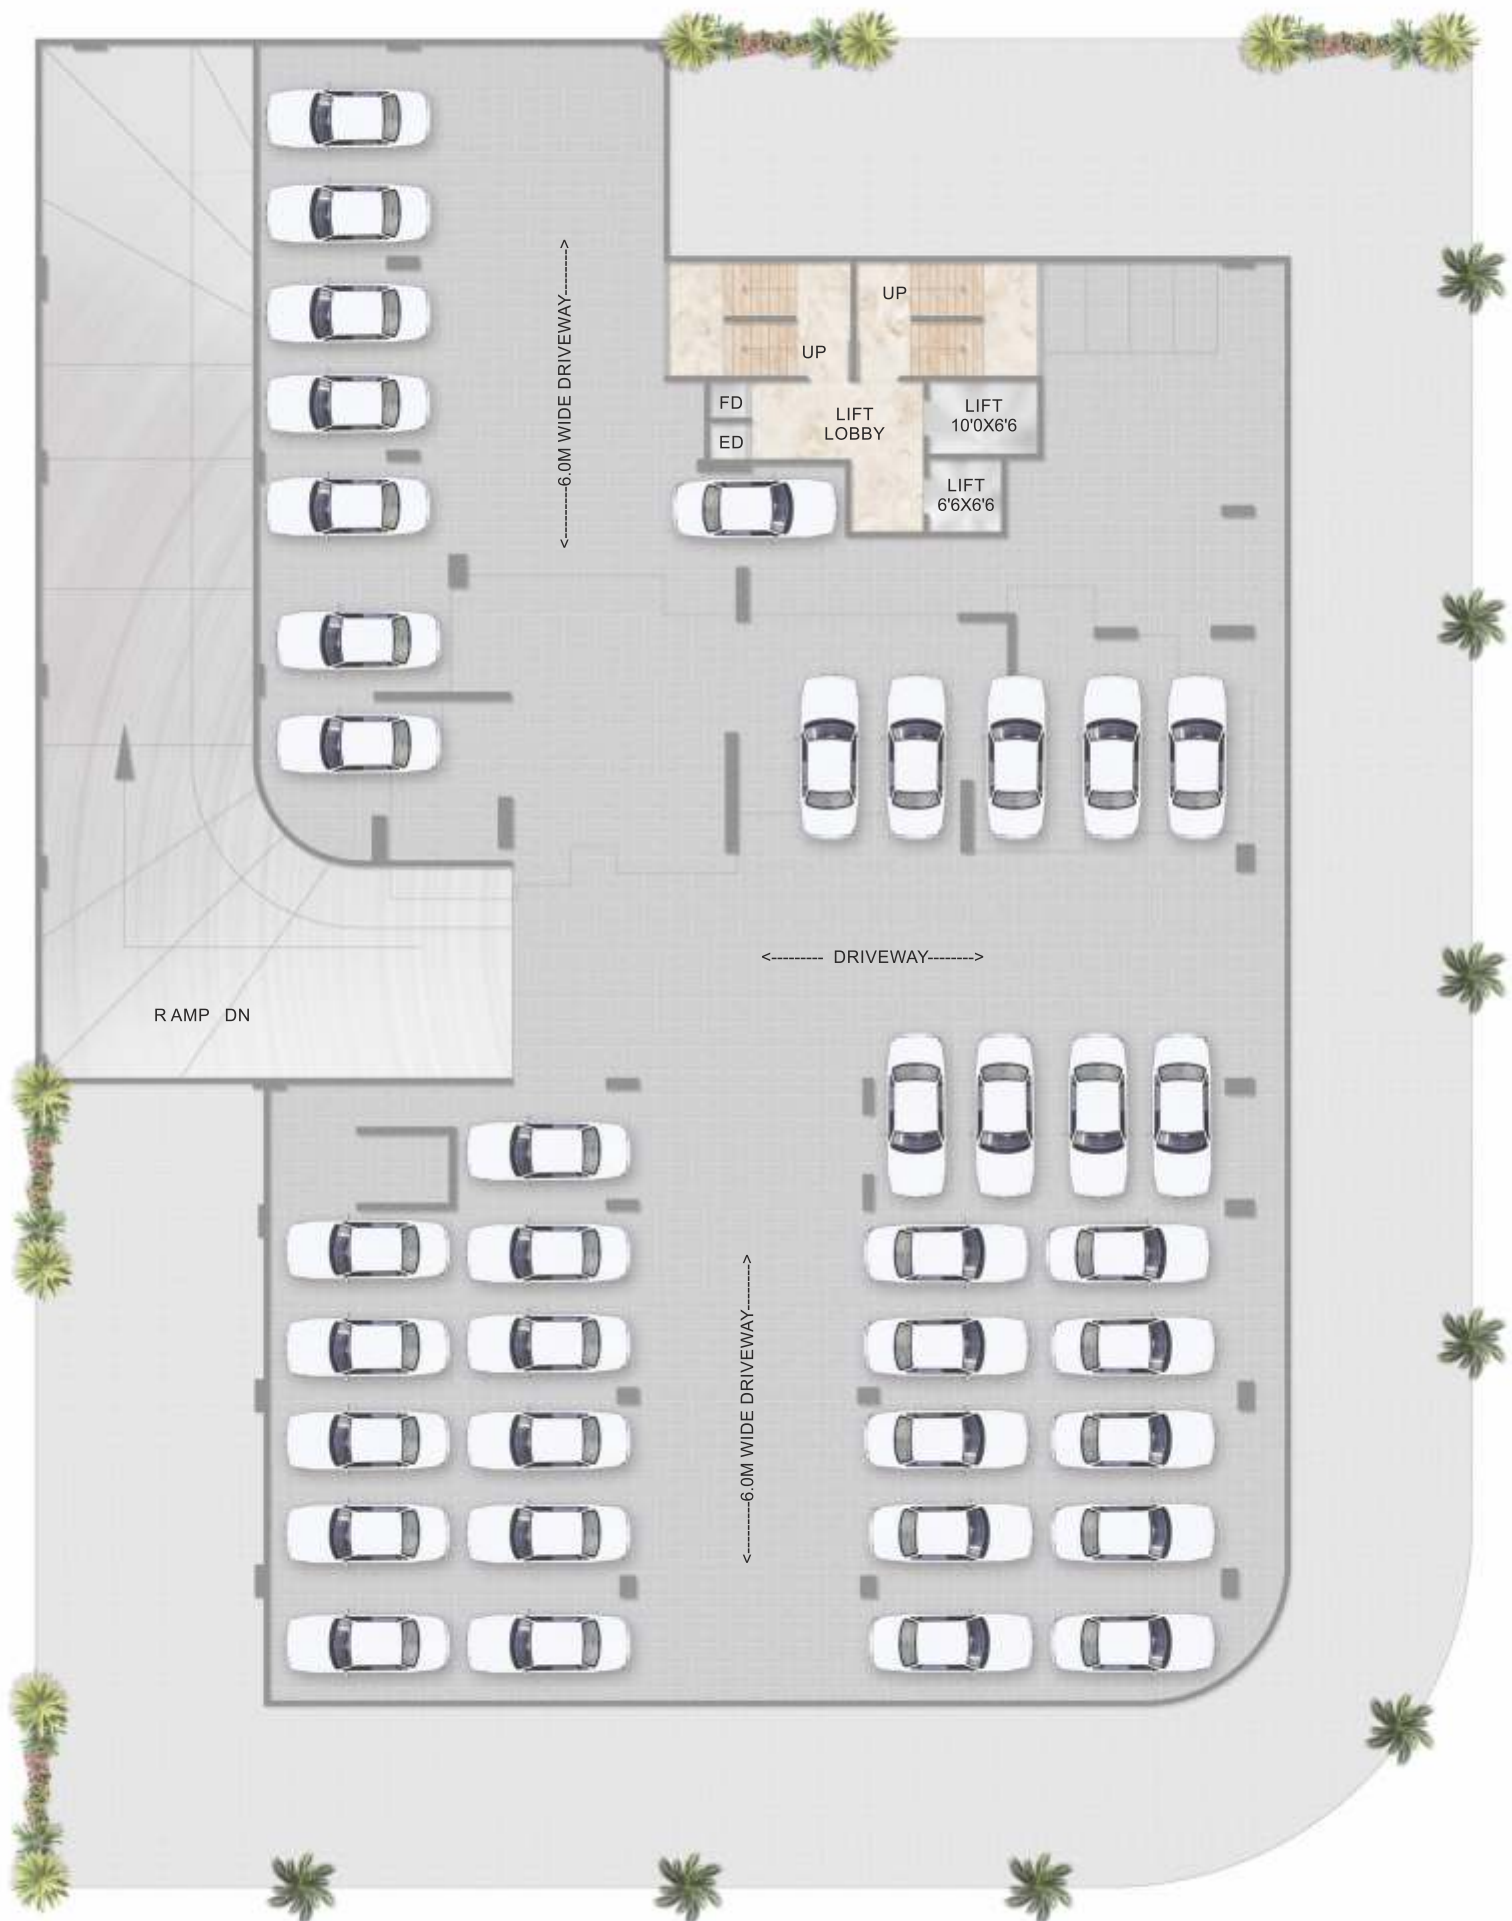 <---------6.0M WIDE DRIVEWAY-------->
UP
UP
FD
ED
LIFT
LOBBY
LIFT
10'0X6'6
LIFT
6'6X6'6
<--------- DRIVEWAY-------->
R AMP DN
<---------6.0M WIDE DRIVEWAY-------->